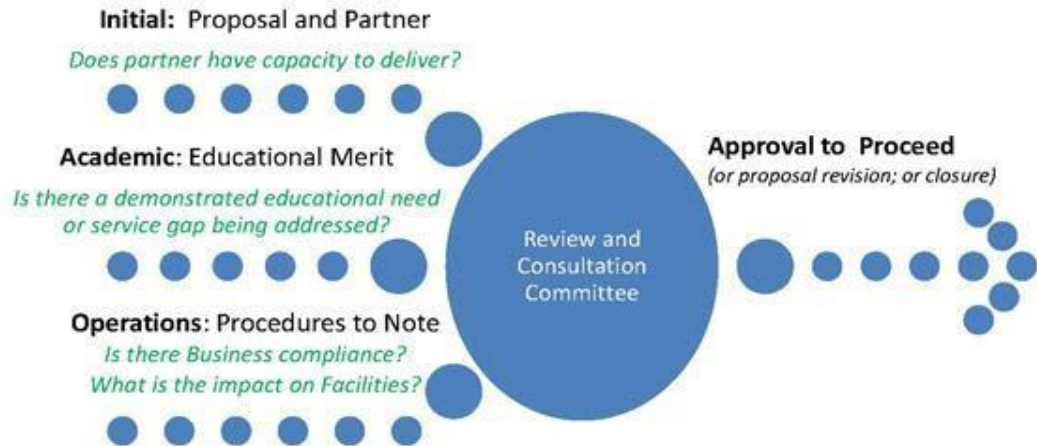 Initial: Proposal and Partner
Does partner have capacity to deliver?
Academic: Educational Merit
Is there a demonstrated educational need
or service gap being addressed?
Operations: Procedures to Note
Is there Business compliance?
What is the impact on Facilities?
Review and
Consultation
Committee
Approval to Proceed
(or proposal revision; or closure)